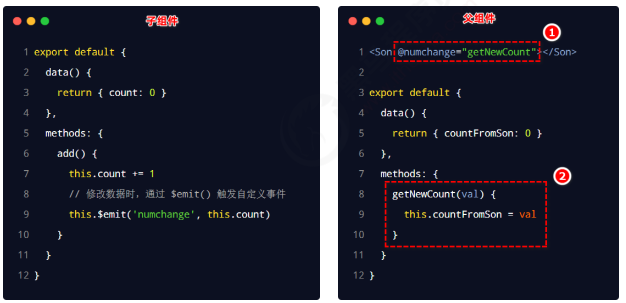 子组件
1 export default {
2 data() {
3 return { count: 0 }
4 },
5 methods: {
6 add() {
7 this.count += 1
8 // 修改数据时，通过 $emit() 触发自定义事件
9 this.$emit('numchange', this.count)
10 }
11 }
12 }
父组件
1
1 <Son @numchange="getNewCount"></Son>
2
3 export default {
4 data() {
5 return { countFromSon: 0 }
6 },
7 methods: {
2
8 getNewCount(val) {
9 this.countFromSon = val
10 }
11 }
12 }